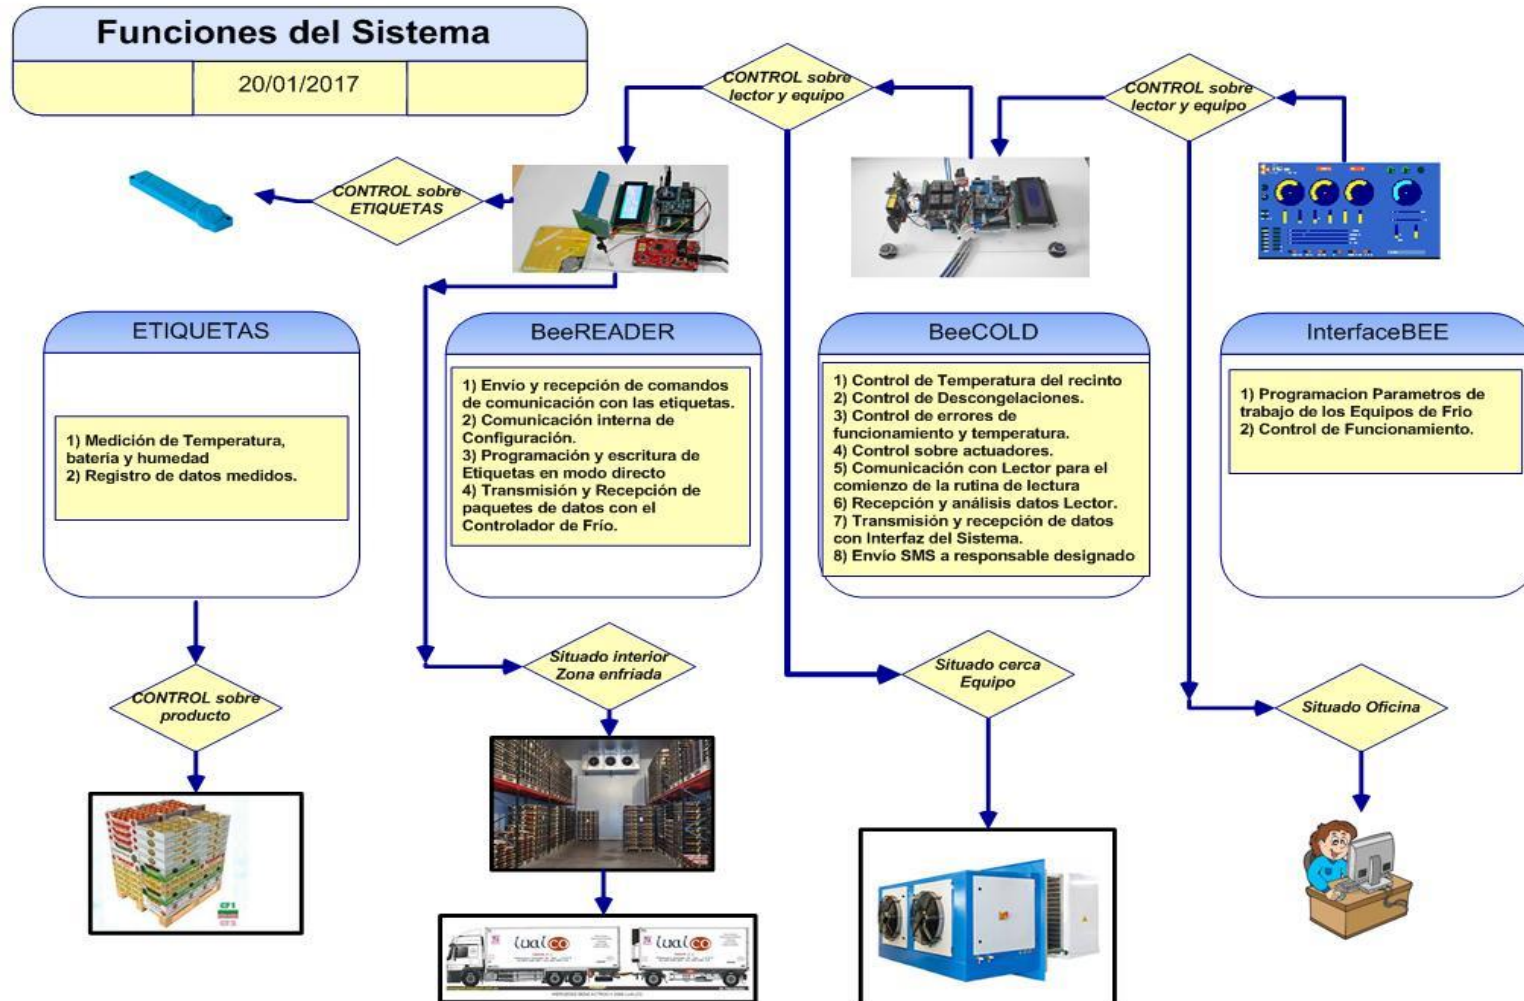 Funciones del Sistema
20/01/2017
CONTROL sobre
lector y equipo
CONTROL sobre
lector y equipo
CONTROL sobre
ETIQUETAS
ETIQUETAS
1) Medición de Temperatura,
bateria y humedad
2) Registro de datos medidos.
BeeREADER
1) Envío y recepción de comandos
de comunicación con las etiquetas.
2) Comunicación interna de
Configuración.
3) Programación y escritura de
Etiquetas en modo directo
4) Transmisión y Recepción de
paquetes de datos con el
Controlador de Frío.
BeeCOLD
1) Control de Temperatura del recinto
2) Control de Descongelaciones.
3) Control de errores de
funcionamiento y temperatura.
4) Control sobre actuadores.
5) Comunicación con Lector para el
comienzo de la rutina de lectura
6) Recepción y análisis datos Lector.
7) Transmisión y recepción de datos
con Interfaz del Sistema.
8) Envío SMS a responsable designado
InterfaceBEE
1) Programacion Parametros de
trabajo de los Equipos de Frio
2) Control de Funcionamiento.
CONTROL sobre
producto
Situado interior
Zona enfriada
Situado cerca
Equipo
Situado Oficina
CF1